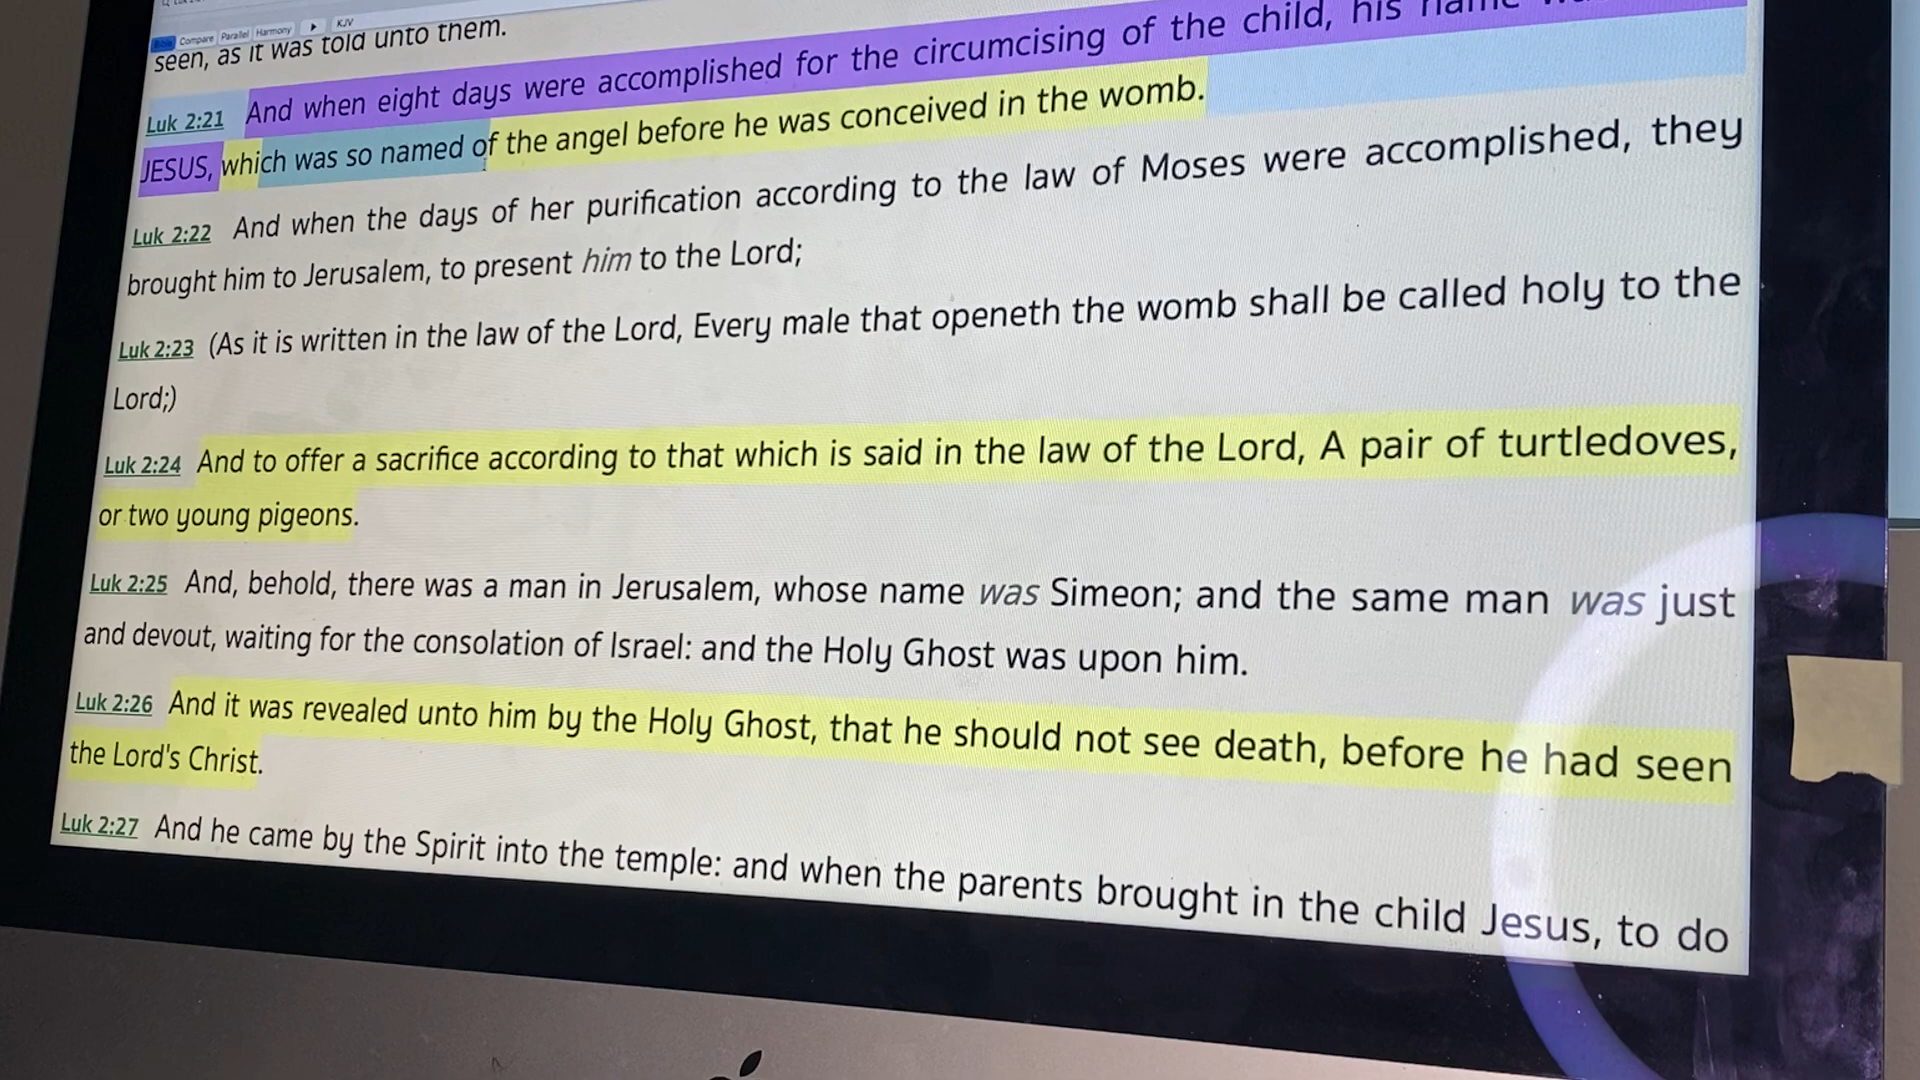 Compare Parallel Harmony KJV
seen, as it was told unto them.
Luk 2:21 And when eight days were accomplished for the circumcising of the child, his name
JESUS, which was so named of the angel before he was conceived in the womb.
Luk 2:22 And when the days of her purification according to the law of Moses were accomplished, they
brought him to Jerusalem, to present him to the Lord;
Luk 2:23 (As it is written in the law of the Lord, Every male that openeth the womb shall be called holy to the
Lord;)
Luk 2:24 And to offer a sacrifice according to that which is said in the law of the Lord, A pair of turtledoves,
or two young pigeons.
Luk 2:25 And, behold, there was a man in Jerusalem, whose name was Simeon; and the same man was just
and devout, waiting for the consolation of Israel: and the Holy Ghost was upon him.
Luk 2:26 And it was revealed unto him by the Holy Ghost, that he should not see death, before he had seen
the Lord's Christ.
Luk 2:27 And he came by the Spirit into the temple: and when the parents brought in the child Jesus, to do